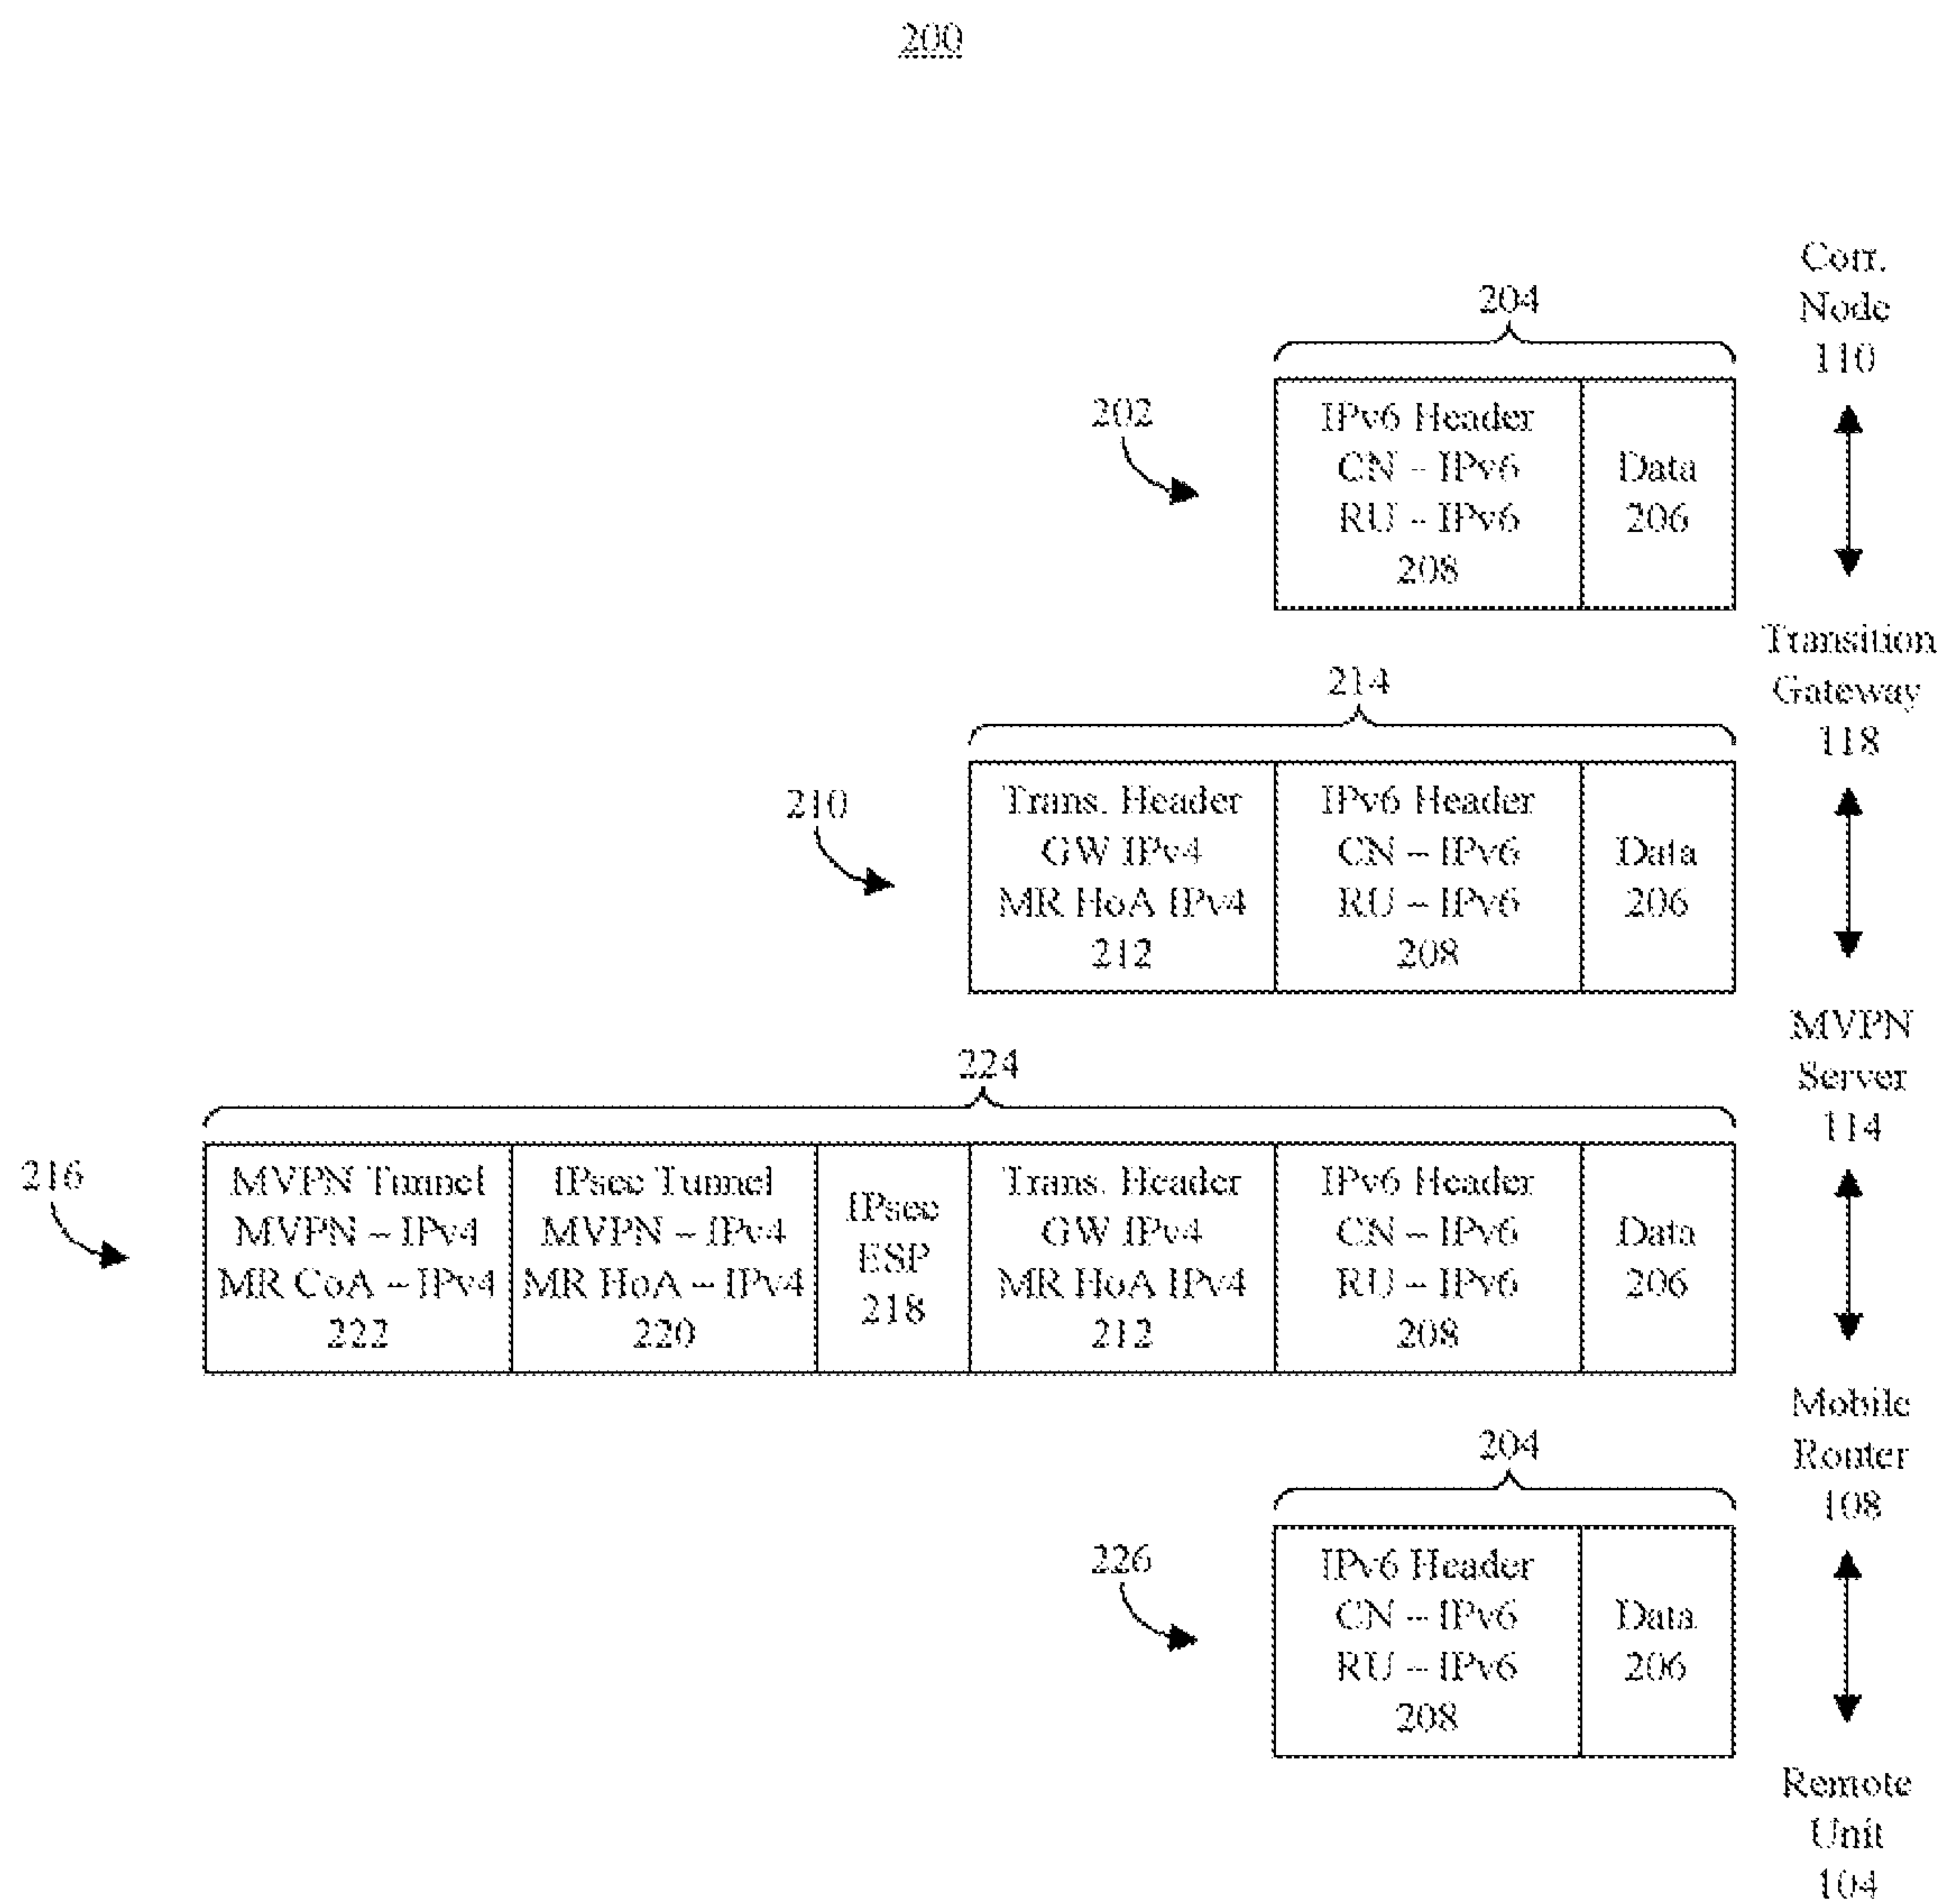 200
Corr.
Node
110
204
202
IPv6 Header
CN – IPv6
RU – IPv6
208
Data
206
Transition
Gateway
118
214
210
Trans. Header
GW IPv4
MR HoA IPv4
212
IPv6 Header
CN – IPv6
RU – IPv6
208
Data
206
MVPN
Server
114
224
216
MVPN Tunnel
MVPN – IPv4
MR CoA – IPv4
222
IPsec Tunnel
MVPN – IPv4
MR HoA – IPv4
220
IPsec
ESP
218
Trans. Header
GW IPv4
MR HoA IPv4
212
IPv6 Header
CN – IPv6
RU – IPv6
208
Data
206
Mobile
Router
108
204
226
IPv6 Header
CN – IPv6
RU – IPv6
208
Data
206
Remote
Unit
104